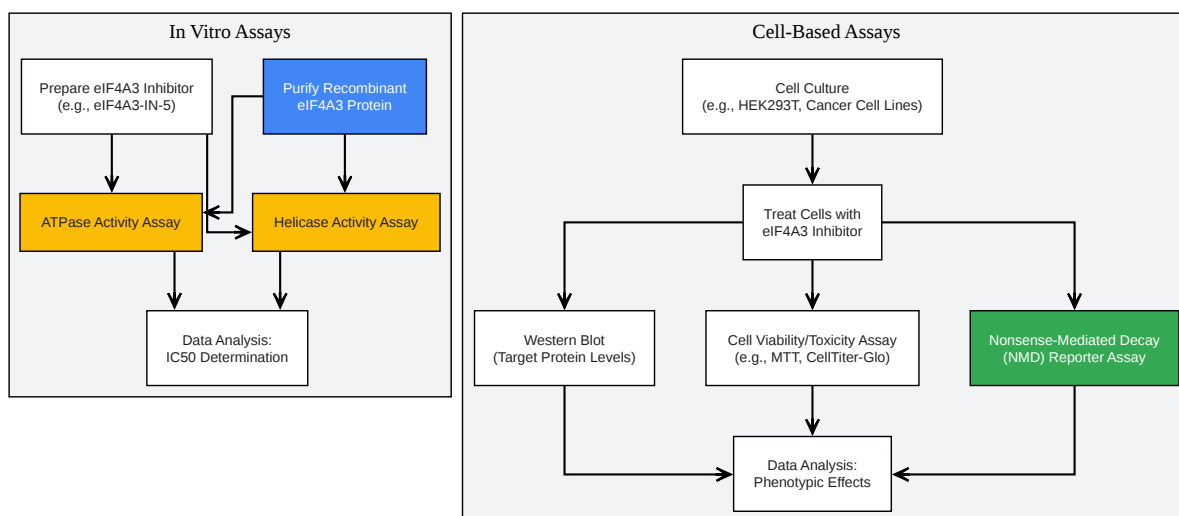 In Vitro Assays
Prepare eIF4A3 Inhibitor
(e.g., eIF4A3-IN-5)
Purify Recombinant
eIF4A3 Protein
ATPase Activity Assay
Helicase Activity Assay
Data Analysis:
IC50 Determination
Cell-Based Assays
Cell Culture
(e.g., HEK293T, Cancer Cell Lines)
Treat Cells with
eIF4A3 Inhibitor
Western Blot
(Target Protein Levels)
Cell Viability/Toxicity Assay
(e.g., MTT, CellTiter-Glo)
Nonsense-Mediated Decay
(NMD) Reporter Assay
Data Analysis:
Phenotypic Effects